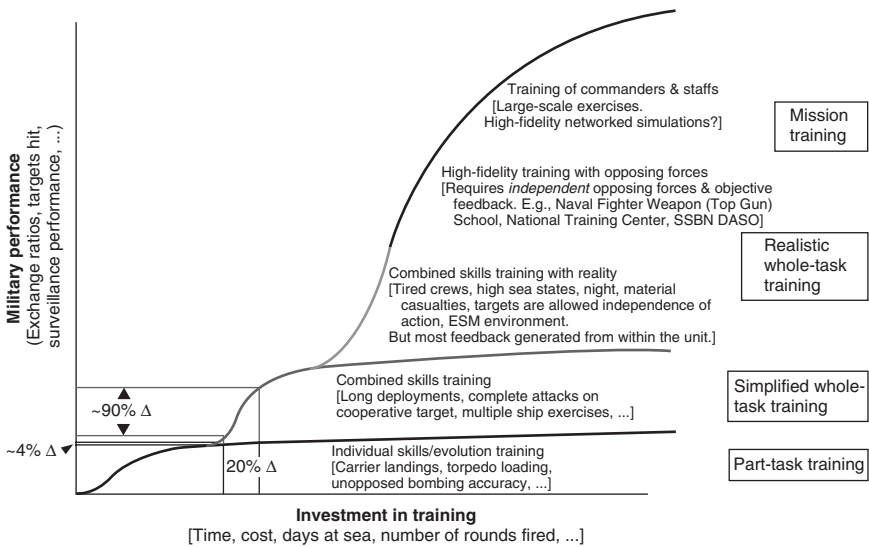 Military performance
(Exchange ratios, targets hit,
surveillance performance, ...)
Training of commanders & staffs
[Large-scale exercises.
High-fidelity networked simulations?]
Mission
training
High-fidelity training with opposing forces
[Requires independent opposing forces & objective
feedback. E.g., Naval Fighter Weapon (Top Gun)
School, National Training Center, SSBN DASO]
Realistic
whole-task
training
Combined skills training with reality
[Tired crews, high sea states, night, material
casualties, targets are allowed independence of
action, ESM environment.
But most feedback generated from within the unit.]
Combined skills training
[Long deployments, complete attacks on
cooperative target, multiple ship exercises, ...]
Simplified whole-
task training
~90% Δ
~4% Δ
20% Δ
Individual skills/evolution training
[Carrier landings, torpedo loading,
unopposed bombing accuracy, ...]
Part-task training
Investment in training
[Time, cost, days at sea, number of rounds fired, ...]